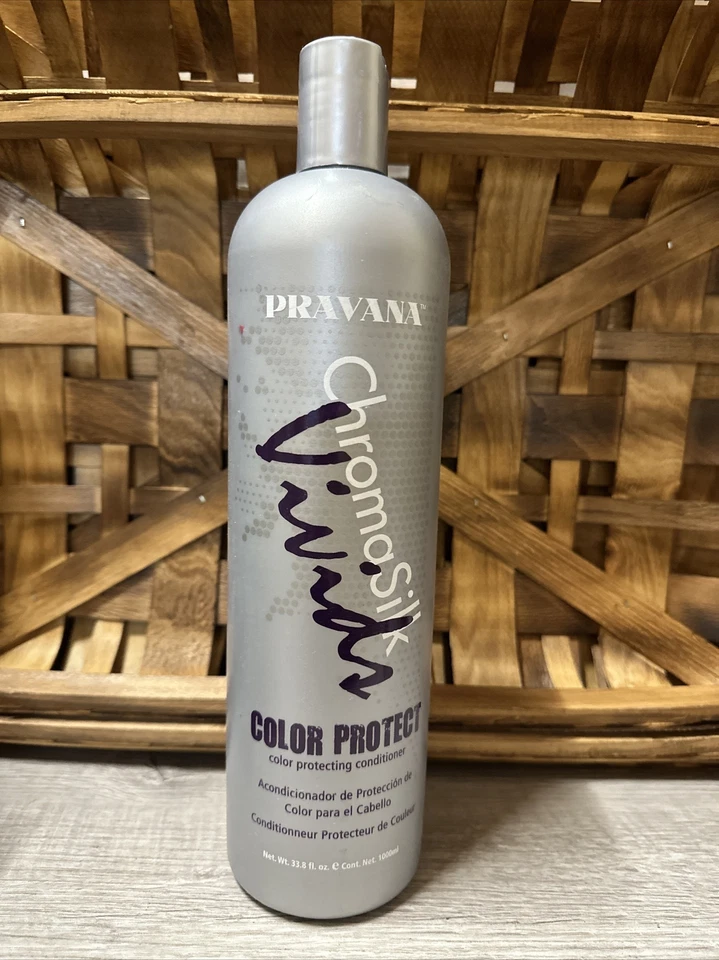 PRAVANA™
ChromaSilk
Vivids
COLOR PROTECT
color protecting conditioner
Acondicionador de Protección de
Color para el Cabello
Conditionneur Protecteur de Couleur
Net. Wt. 33.8 fl. oz. ℮ Cont. Net. 1000ml